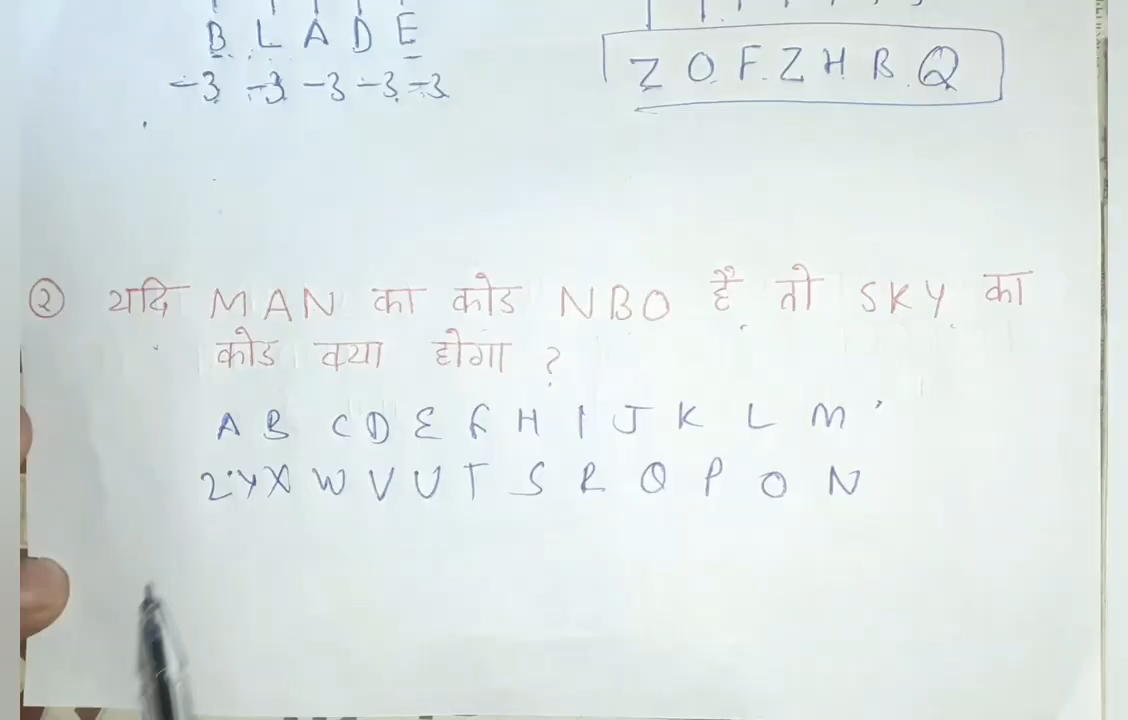 B L A D E
-3 -3 -3 -3 -3
Z O F Z H B Q
② यदि MAN का कोड NBO है तो SKY का
कोड क्या होगा ?
A B C D E F H I J K L M
Z Y X W V U T S R Q P O N